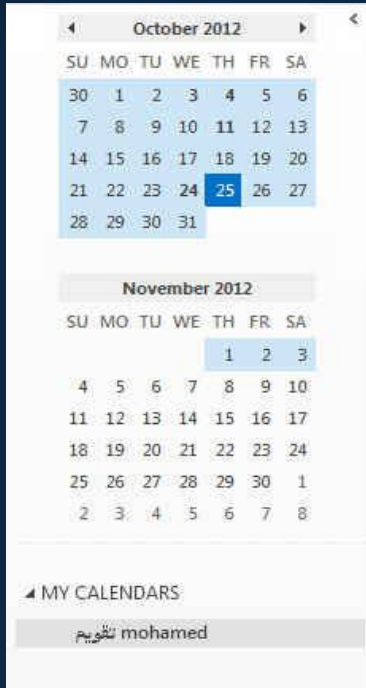 October 2012
SU MO TU WE TH FR SA
30 1 2 3 4 5 6
7 8 9 10 11 12 13
14 15 16 17 18 19 20
21 22 23 24 25 26 27
28 29 30 31
November 2012
SU MO TU WE TH FR SA
1 2 3
4 5 6 7 8 9 10
11 12 13 14 15 16 17
18 19 20 21 22 23 24
25 26 27 28 29 30 1
2 3 4 5 6 7 8
MY CALENDARS
تقويم mohamed